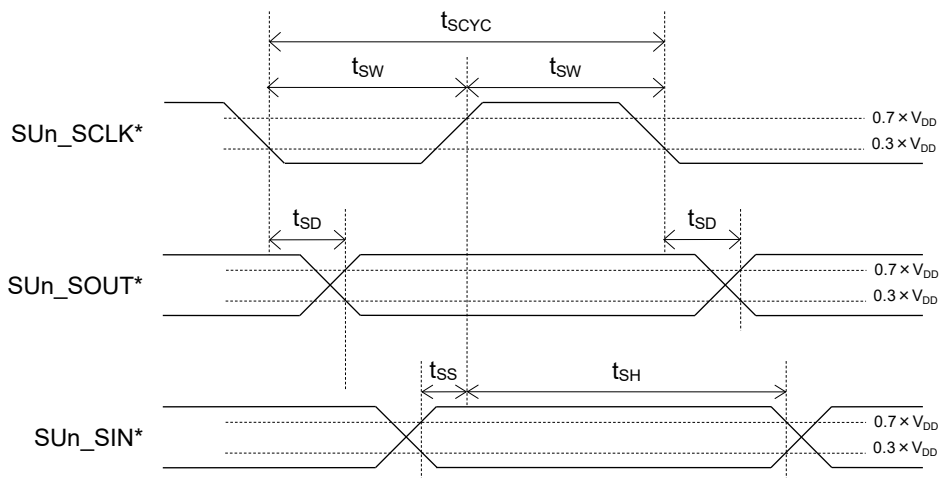 tSCYC
tSW tSW
SUn_SCLK*
0.7 × VDD
0.3 × VDD
tSD tSD
SUn_SOUT*
0.7 × VDD
0.3 × VDD
tSS tSH
SUn_SIN*
0.7 × VDD
0.3 × VDD